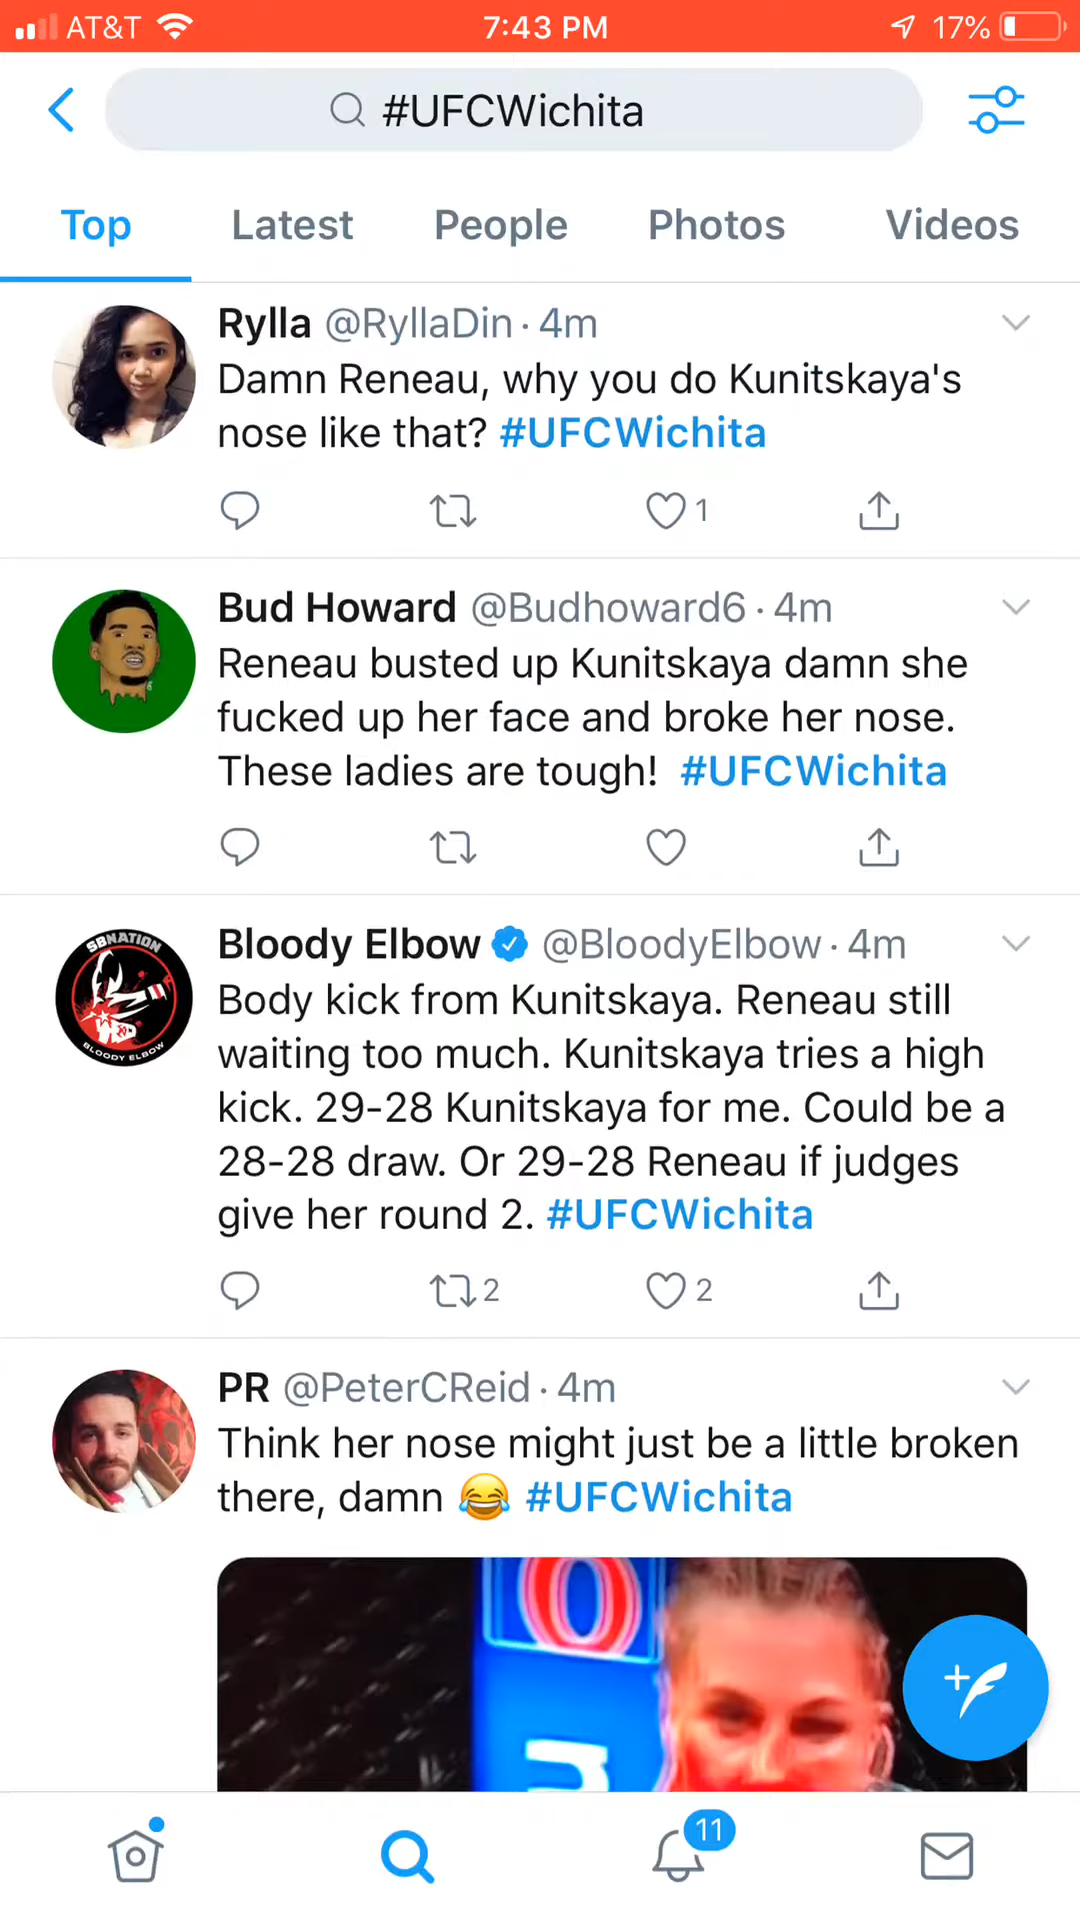 AT&T 7:43 PM 17%
#UFCWichita
Top Latest People Photos Videos
Rylla @RyllaDin · 4m
Damn Reneau, why you do Kunitskaya's
nose like that? #UFCWichita
1
Bud Howard @Budhoward6 · 4m
Reneau busted up Kunitskaya damn she
fucked up her face and broke her nose.
These ladies are tough! #UFCWichita
SBNATION
BLOODY ELBOW
Bloody Elbow @BloodyElbow · 4m
Body kick from Kunitskaya. Reneau still
waiting too much. Kunitskaya tries a high
kick. 29-28 Kunitskaya for me. Could be a
28-28 draw. Or 29-28 Reneau if judges
give her round 2. #UFCWichita
2 2
PR @PeterCReid · 4m
Think her nose might just be a little broken
there, damn 😂 #UFCWichita
11